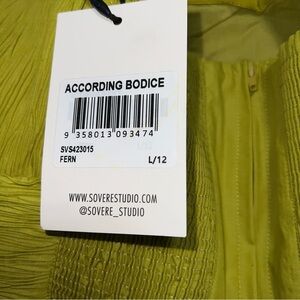 ACCORDING BODICE
9 358013 093474
SVS423015
FERN L/12
WWW.SOVERESTUDIO.COM
@SOVERE_STUDIO